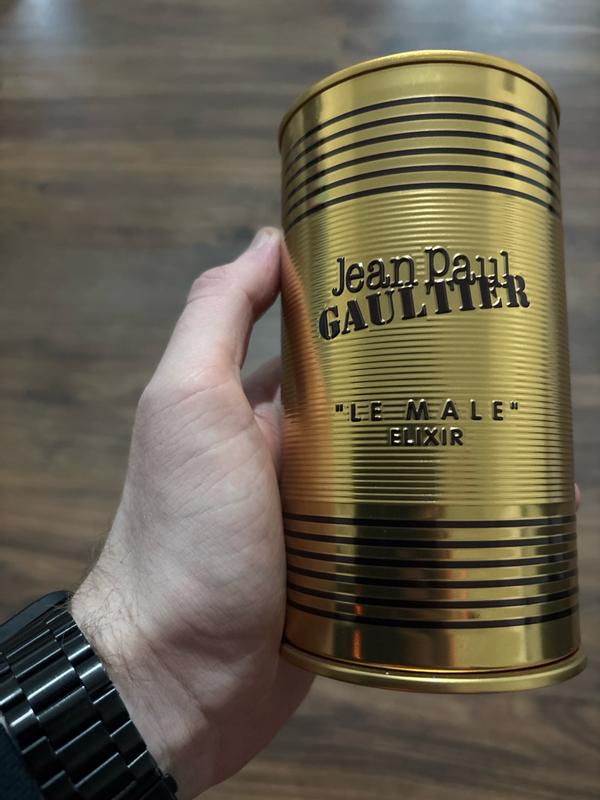 Jean Paul
GAULTIER
"LE MALE"
ELIXIR